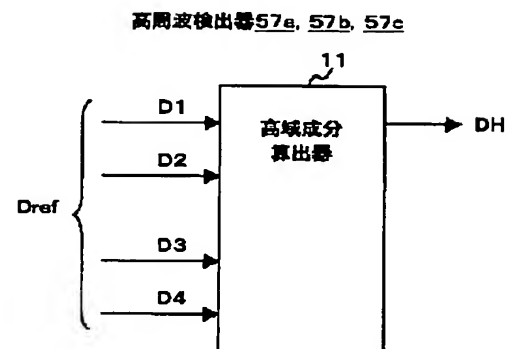 高周波検出器57a, 57b, 57c
11
D1
高域成分
算出器
DH
D2
Dref
D3
D4